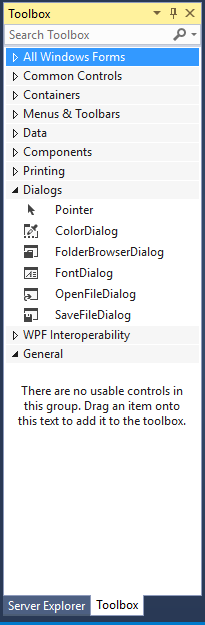 Toolbox
Search Toolbox
All Windows Forms
Common Controls
Containers
Menus & Toolbars
Data
Components
Printing
Dialogs
Pointer
ColorDialog
FolderBrowserDialog
FontDialog
OpenFileDialog
SaveFileDialog
WPF Interoperability
General
There are no usable controls in
this group. Drag an item onto
this text to add it to the toolbox.
Server Explorer Toolbox